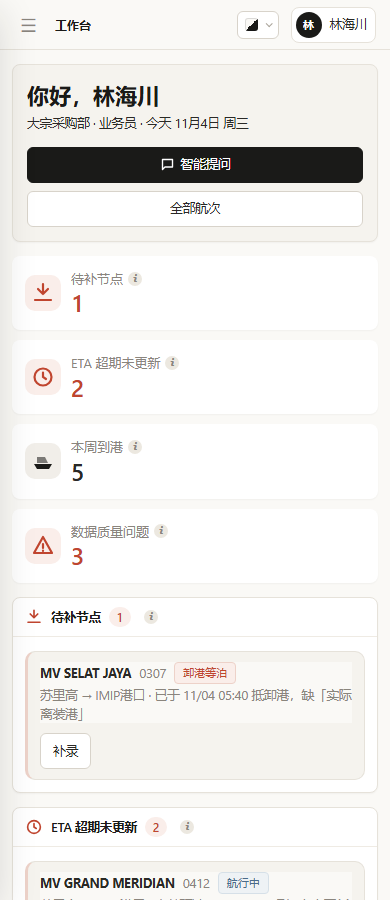 工作台
林
林海川
你好，林海川
大宗采购部 · 业务员 · 今天 11月4日 周三
智能提问
全部航次
待补节点 i
1
ETA 超期未更新 i
2
本周到港 i
5
数据质量问题 i
3
待补节点 1 i
MV SELAT JAYA 0307 卸港等泊
苏里高 → IMIP港口 · 已于 11/04 05:40 抵卸港，缺「实际
离装港」
补录
ETA 超期未更新 2 i
MV GRAND MERIDIAN 0412 航行中